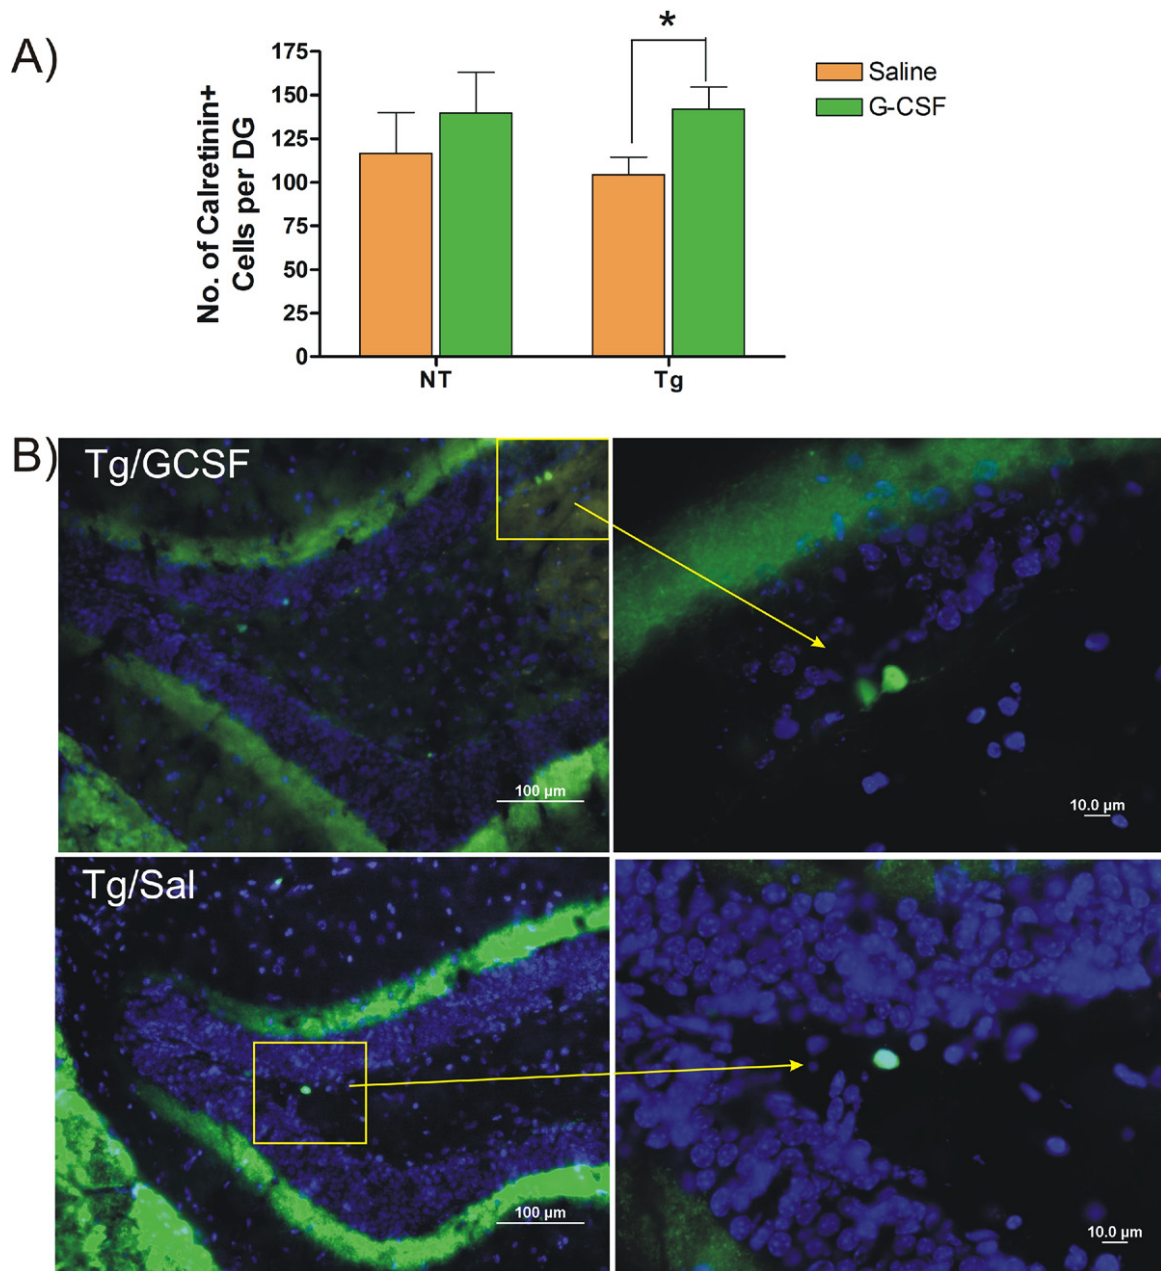 A)
*
175
150
125
100
75
50
25
0
No. of Calretinin+
Cells per DG
NT
Tg
Saline
G-CSF
B)
Tg/GCSF
100 µm
10.0 µm
Tg/Sal
100 µm
10.0 µm